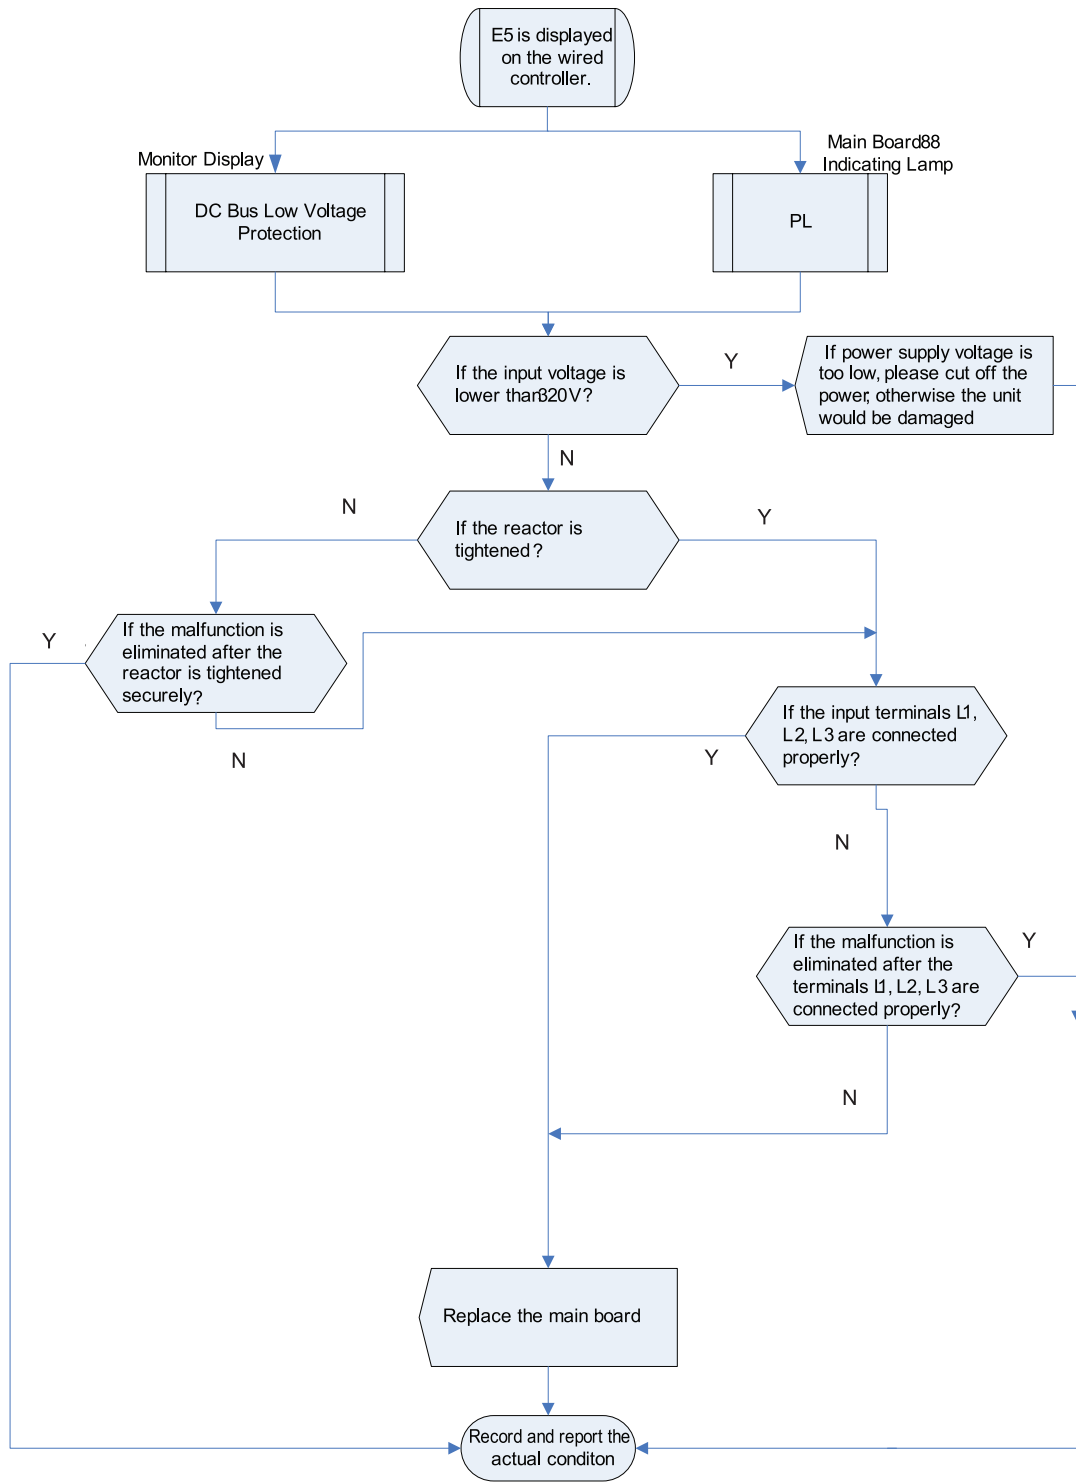 E5 is displayed
on the wired
controller.
Monitor Display
Main Board88
Indicating Lamp
DC Bus Low Voltage
Protection
PL
If the input voltage is
lower than320V?
Y
If power supply voltage is
too low, please cut off the
power, otherwise the unit
would be damaged
N
N
If the reactor is
tightened?
Y
Y
If the malfunction is
eliminated after the
reactor is tightened
securely?
N
If the input terminals L1,
L2, L3 are connected
properly?
Y
N
If the malfunction is
eliminated after the
terminals L1, L2, L3 are
connected properly?
Y
N
Replace the main board
Record and report the
actual conditon